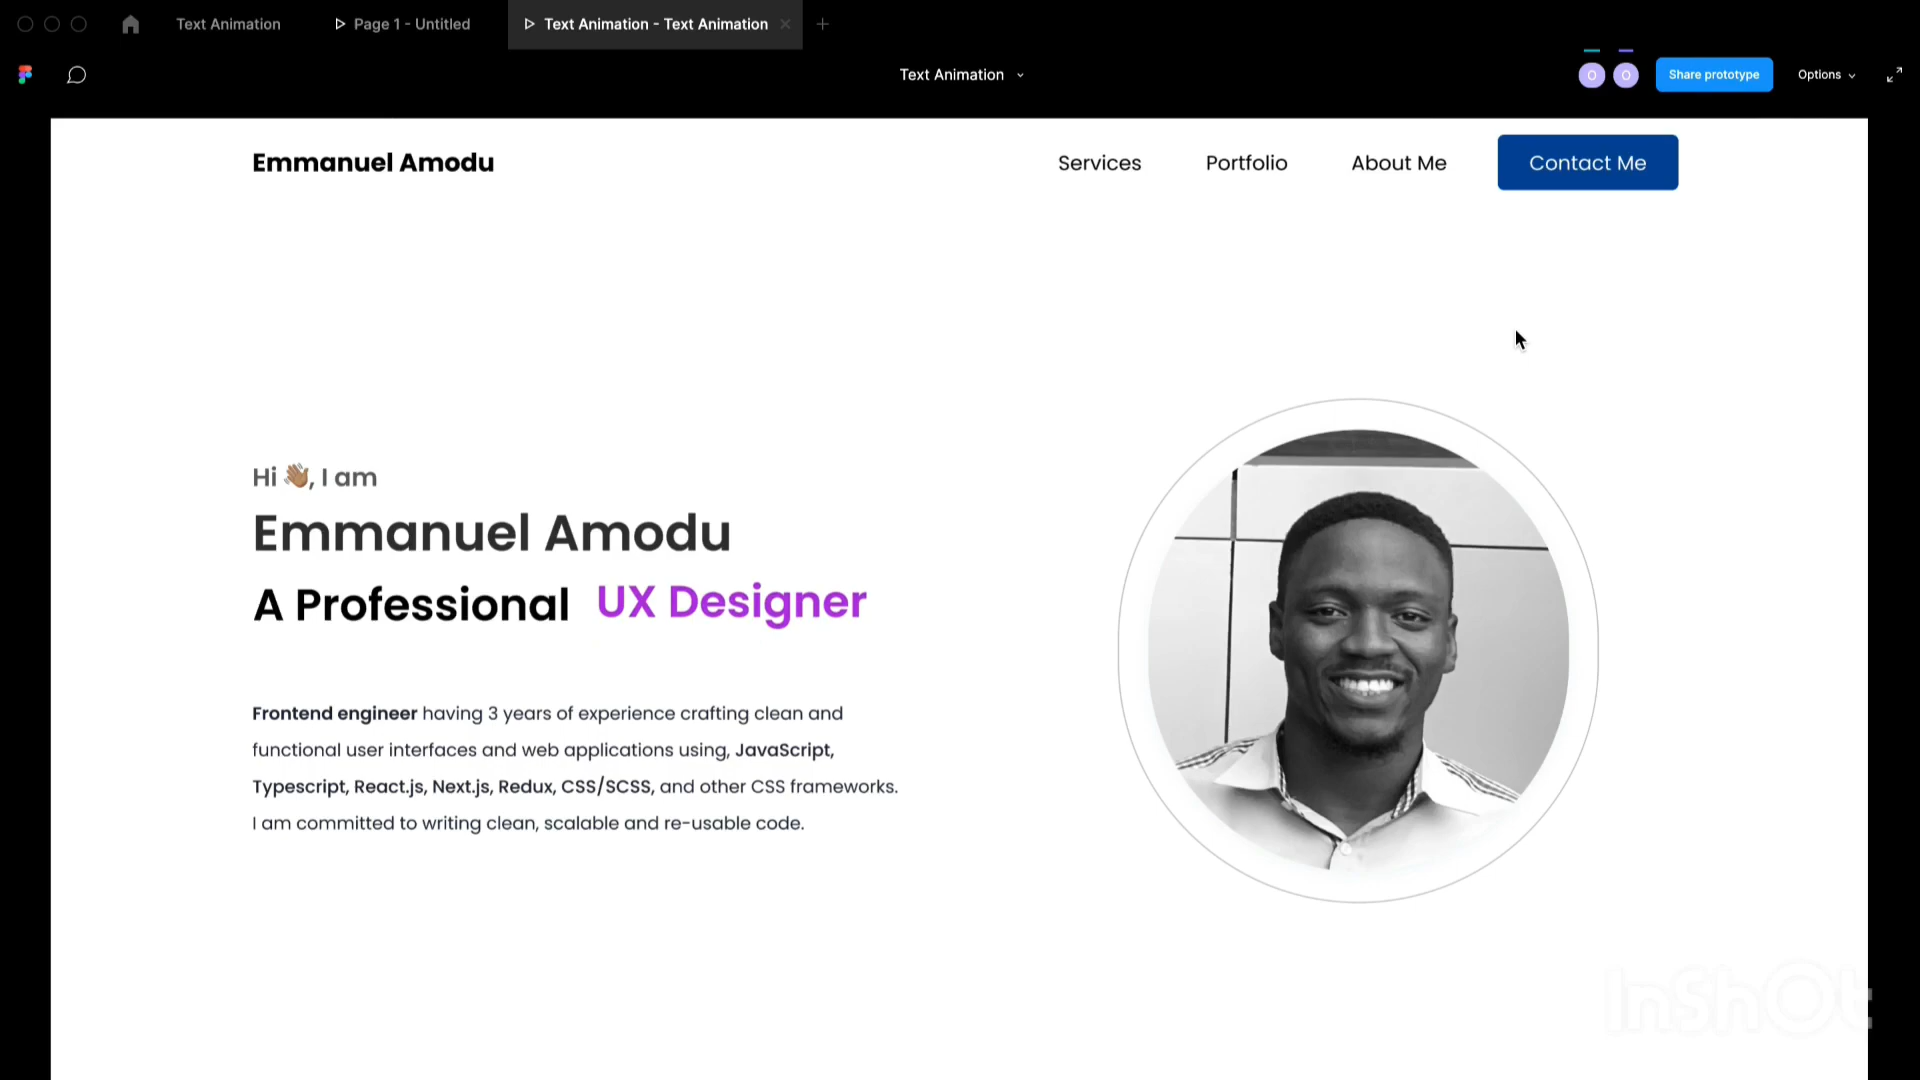 Text Animation
Page 1 - Untitled
Text Animation - Text Animation
Text Animation
O
O
Share prototype
Options
Emmanuel Amodu
Services
Portfolio
About Me
Contact Me
Hi 👋🏽, I am
Emmanuel Amodu
A Professional UX Designer
Frontend engineer having 3 years of experience crafting clean and
functional user interfaces and web applications using, JavaScript,
Typescript, React.js, Next.js, Redux, CSS/SCSS, and other CSS frameworks.
I am committed to writing clean, scalable and re-usable code.
InShOt